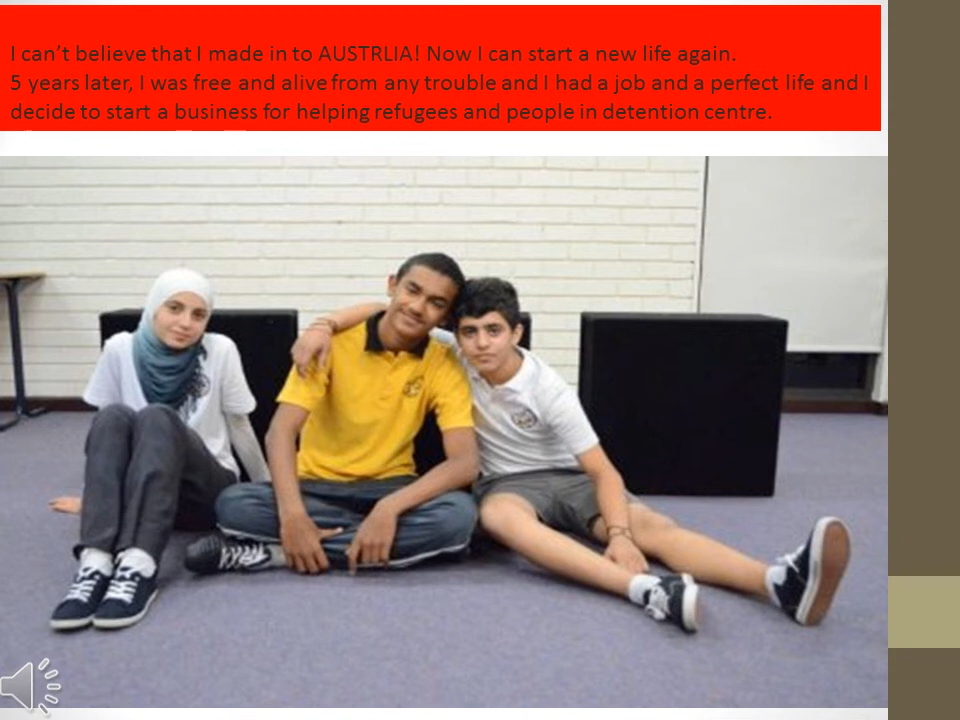 I can’t believe that I made in to AUSTRLIA! Now I can start a new life again.
5 years later, I was free and alive from any trouble and I had a job and a perfect life and I
decide to start a business for helping refugees and people in detention centre.